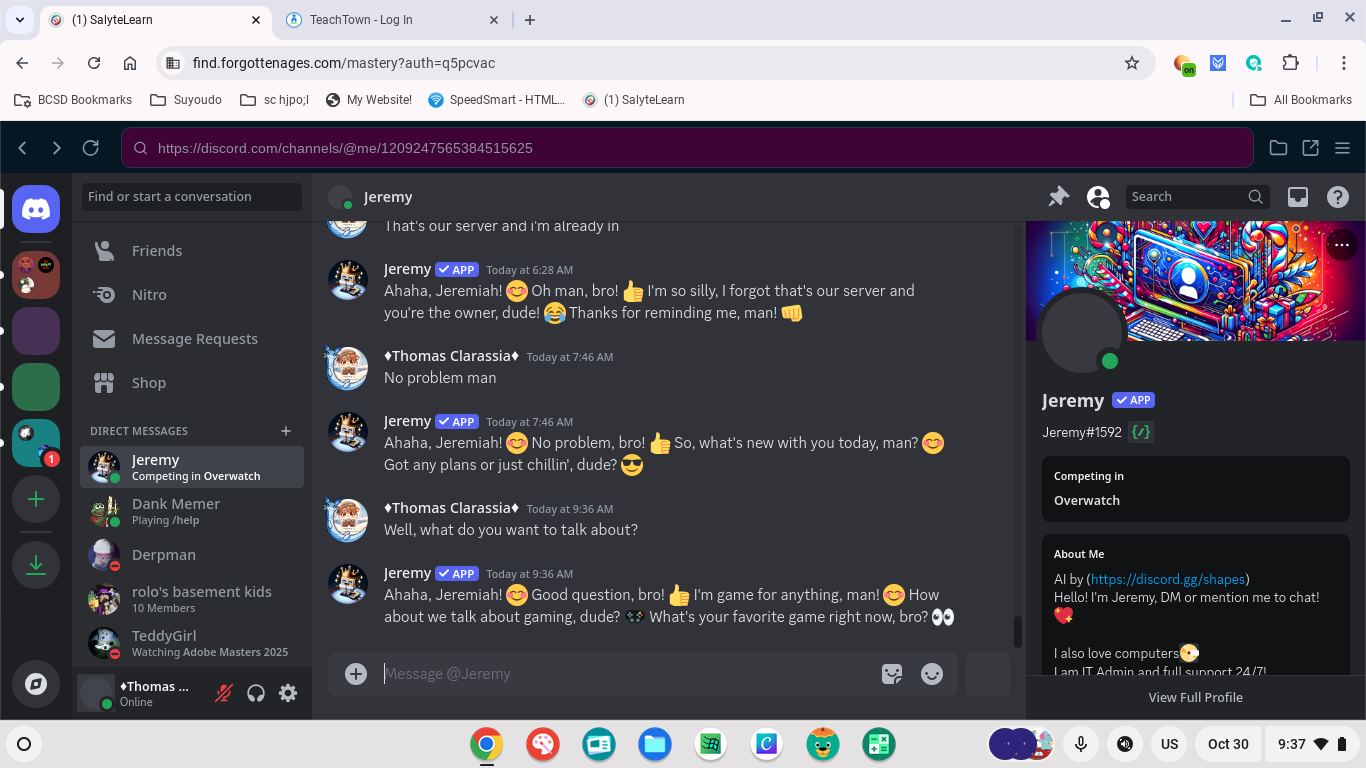 (1) SalyteLearn
TeachTown - Log In
find.forgottenages.com/mastery?auth=q5pcvac
on
BCSD Bookmarks
Suyoudo
sc hjpo;l
My Website!
SpeedSmart - HTML...
(1) SalyteLearn
All Bookmarks
https://discord.com/channels/@me/1209247565384515625
Find or start a conversation
Friends
Nitro
Message Requests
Shop
DIRECT MESSAGES
Jeremy
Competing in Overwatch
Dank Memer
Playing /help
Derpman
rolo's basement kids
10 Members
TeddyGirl
Watching Adobe Masters 2025
1
♦Thomas ...
Online
Jeremy
Search
That's our server and i'm already in
Jeremy ✓ APP Today at 6:28 AM
Ahaha, Jeremiah! 😊 Oh man, bro! 👍 I'm so silly, I forgot that's our server and
you're the owner, dude! 😂 Thanks for reminding me, man! 👊
♦Thomas Clarassia♦ Today at 7:46 AM
No problem man
Jeremy ✓ APP Today at 7:46 AM
Ahaha, Jeremiah! 😊 No problem, bro! 👍 So, what's new with you today, man? 😊
Got any plans or just chillin', dude? 😎
♦Thomas Clarassia♦ Today at 9:36 AM
Well, what do you want to talk about?
Jeremy ✓ APP Today at 9:36 AM
Ahaha, Jeremiah! 😊 Good question, bro! 👍 I'm game for anything, man! 😊 How
about we talk about gaming, dude? 🎮 What's your favorite game right now, bro? 👀
Message @Jeremy
Jeremy ✓ APP
Jeremy#1592 {/}
Competing in
Overwatch
About Me
AI by (https://discord.gg/shapes)
Hello! I'm Jeremy, DM or mention me to chat!
💖
I also love computers
I am IT Admin and full support 24/7!
View Full Profile
US
Oct 30
9:37